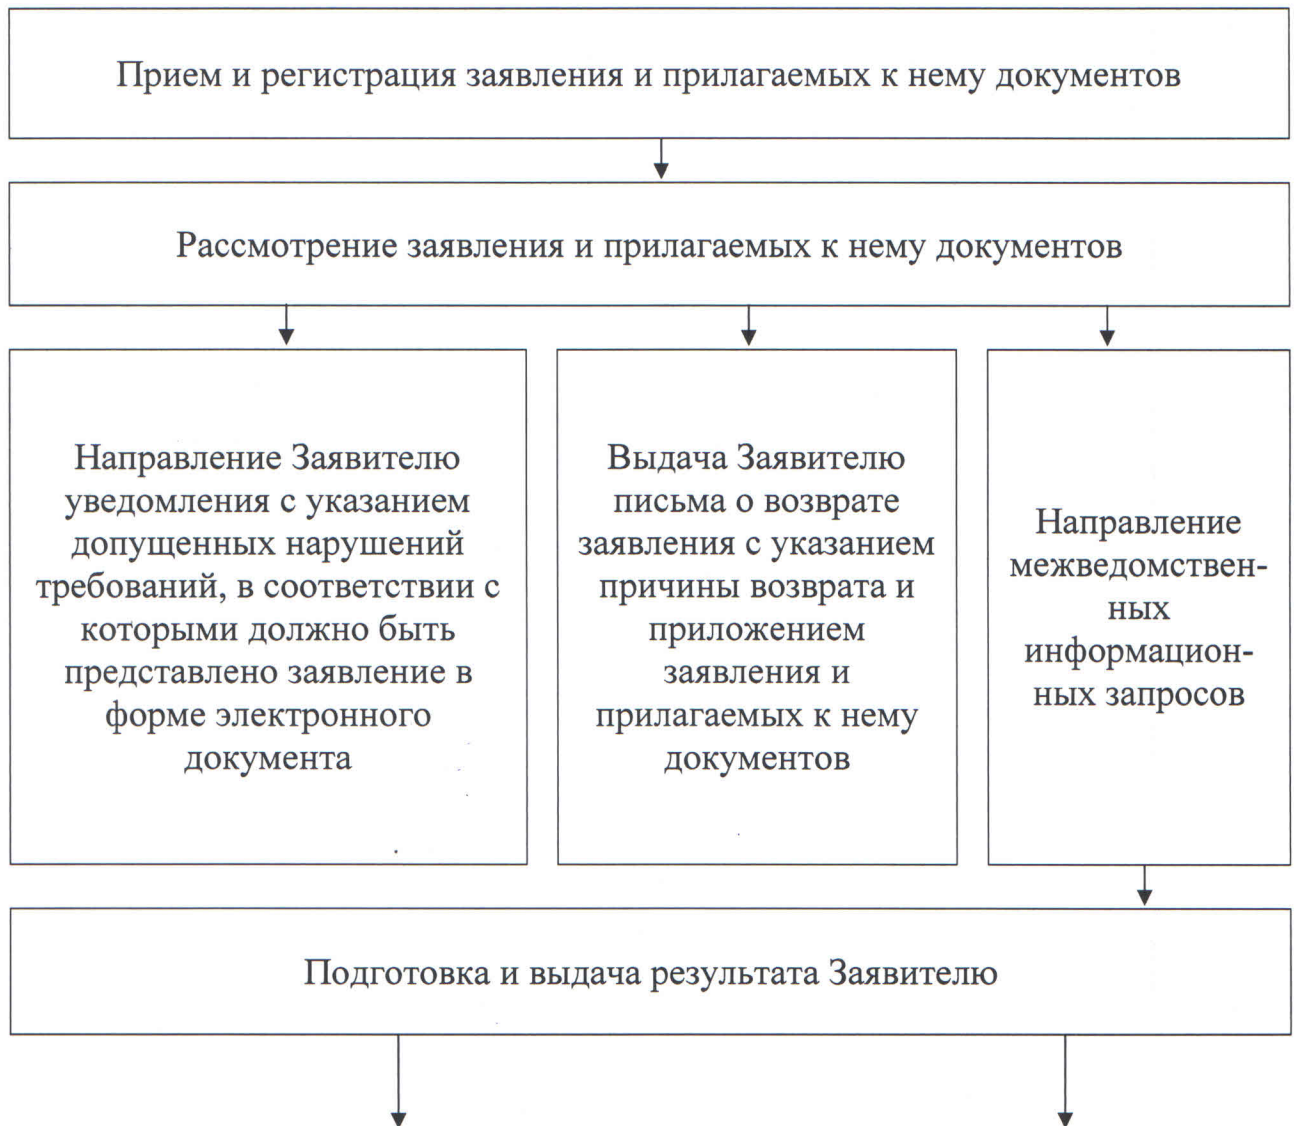 Прием и регистрация заявления и прилагаемых к нему документов
Рассмотрение заявления и прилагаемых к нему документов
Направление Заявителю
уведомления с указанием
допущенных нарушений
требований, в соответствии с
которыми должно быть
представлено заявление в
форме электронного
документа
Выдача Заявителю
письма о возврате
заявления с указанием
причины возврата и
приложением
заявления и
прилагаемых к нему
документов
Направление
межведомствен-
ных
информацион-
ных запросов
Подготовка и выдача результата Заявителю